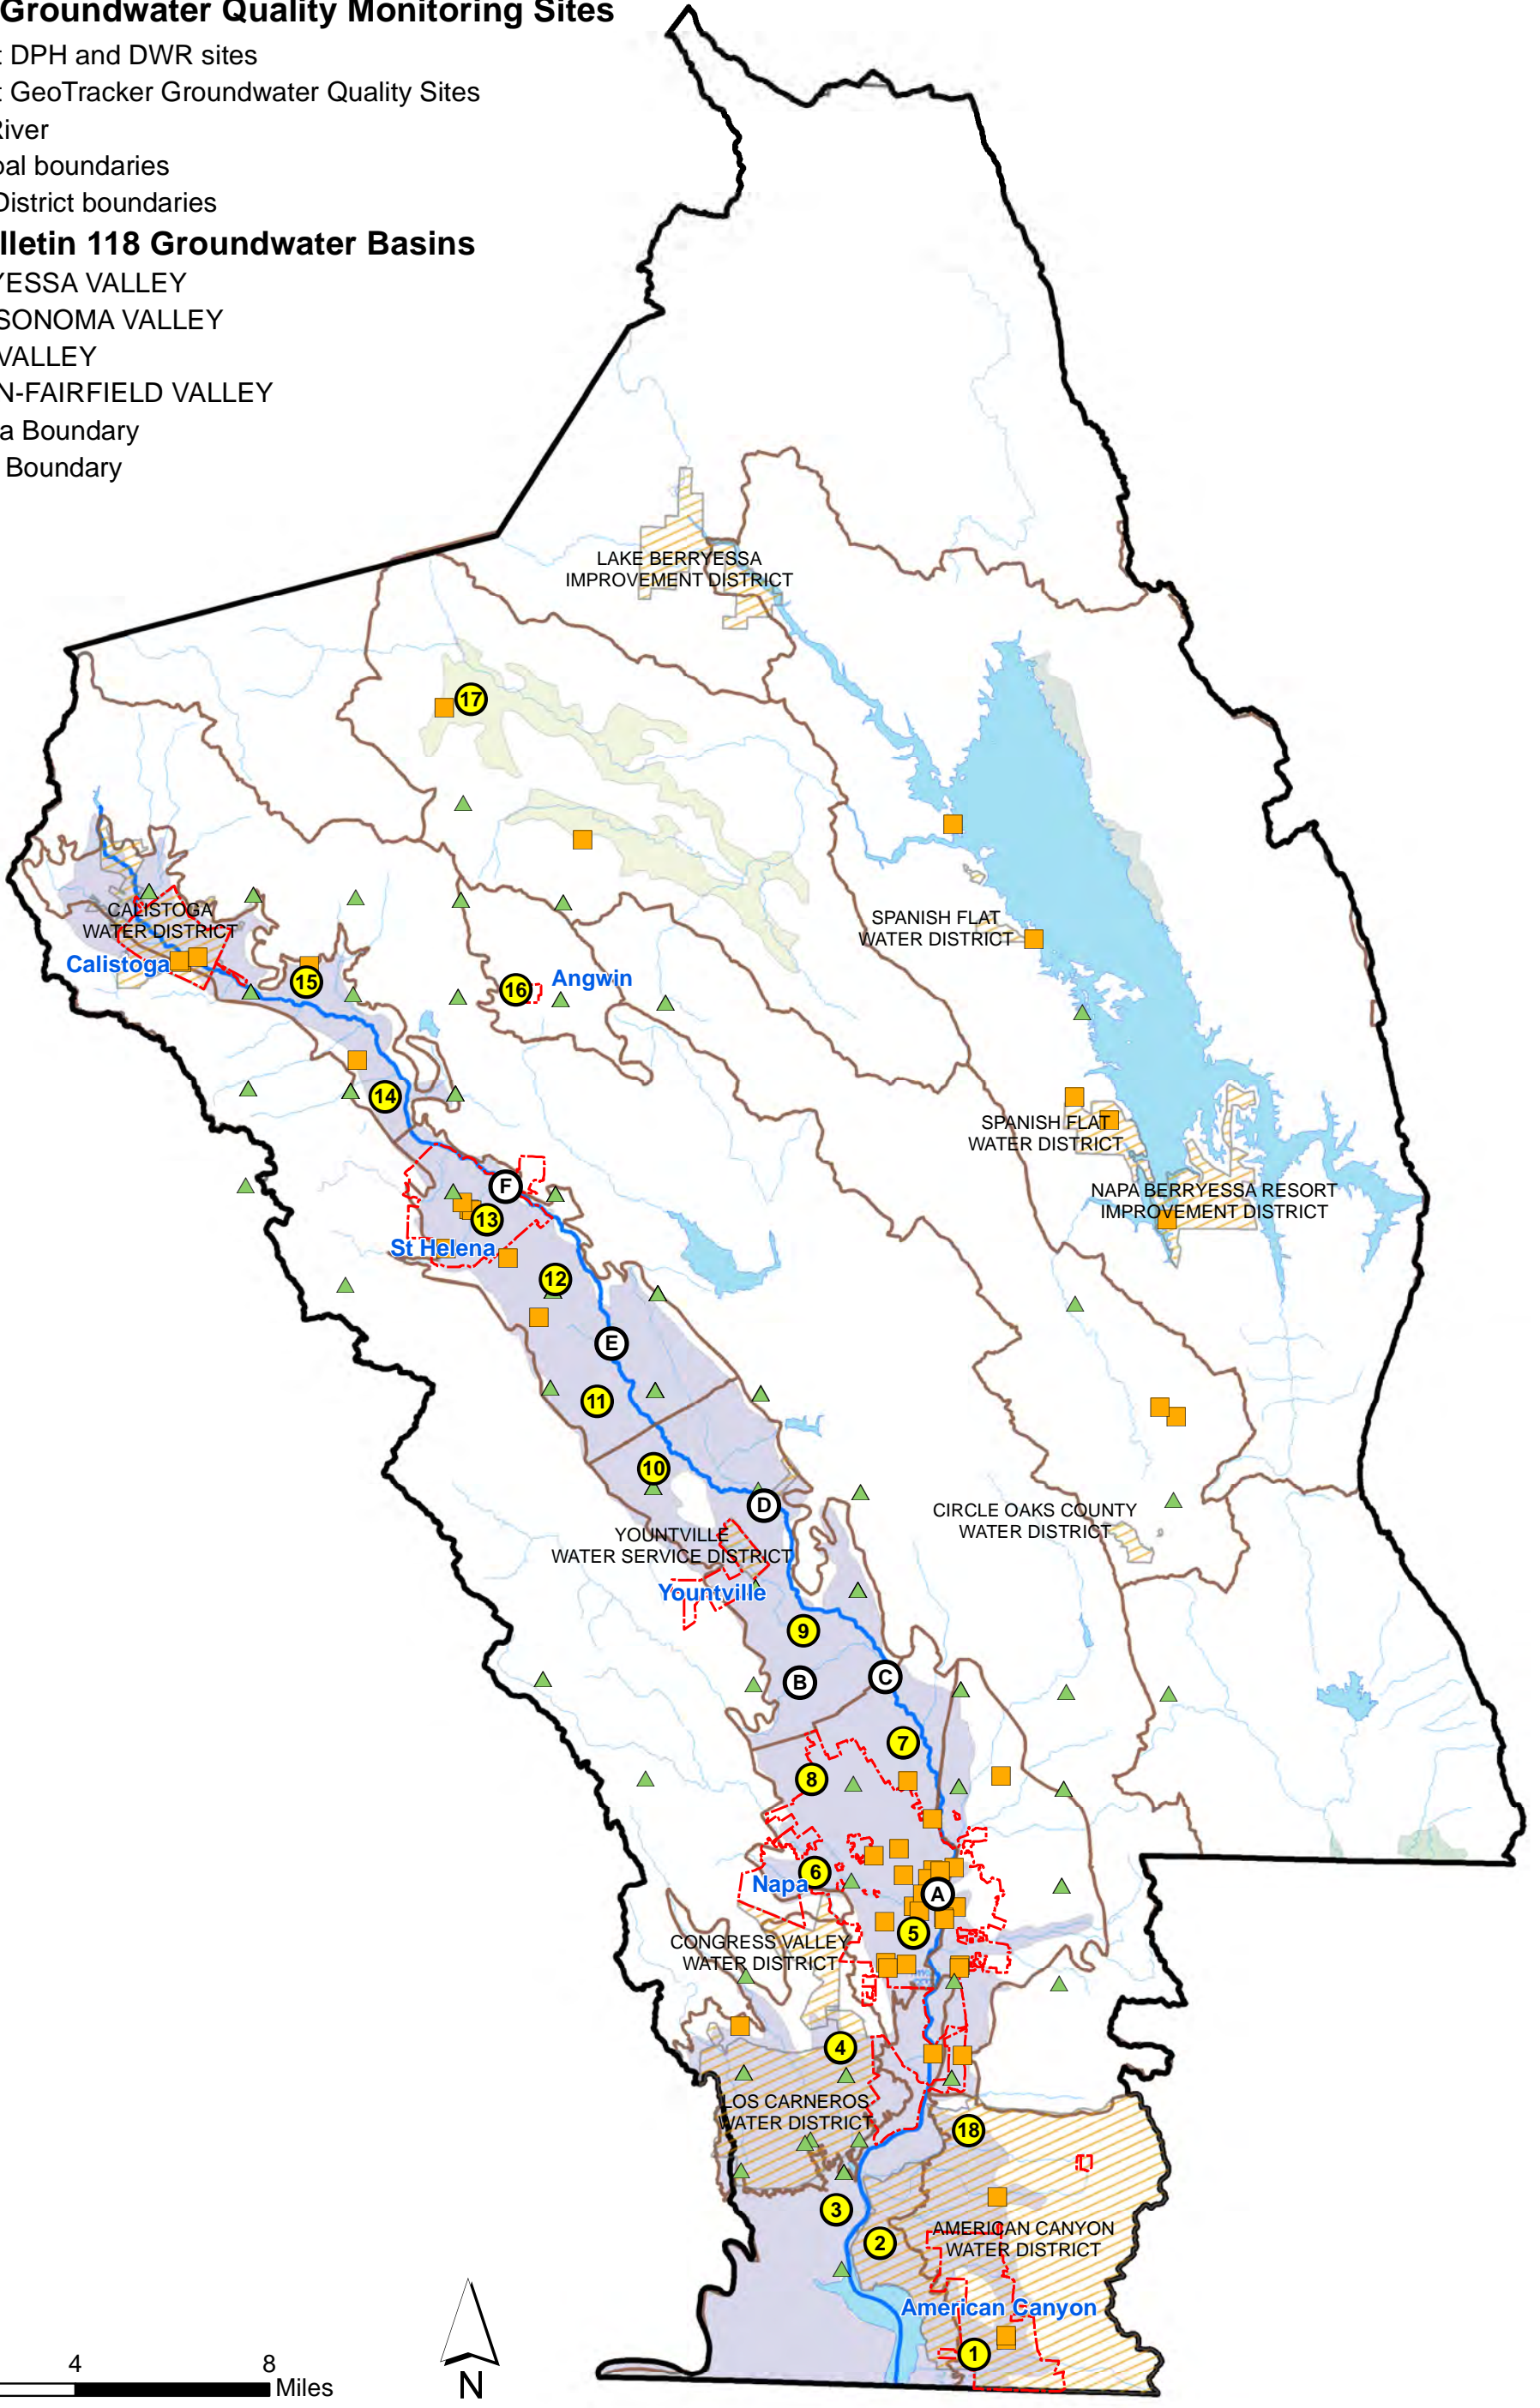 Groundwater Quality Monitoring Sites
DPH and DWR sites
GeoTracker Groundwater Quality Sites
River
boundaries
District boundaries
118 Groundwater Basins
VALLEY
SONOMA VALLEY
VALLEY
N-FAIRFIELD VALLEY
Boundary
Boundary
LAKE BERRYESSA
IMPROVEMENT DISTRICT
17
CALISTOGA
WATER DISTRICT
Calistoga
15
16
Angwin
SPANISH FLAT
WATER DISTRICT
14
SPANISH FLAT
WATER DISTRICT
F
13
St Helena
NAPA BERRYESSA RESORT
IMPROVEMENT DISTRICT
12
E
11
10
D
YOUNTVILLE
WATER SERVICE DISTRICT
Yountville
CIRCLE OAKS COUNTY
WATER DISTRICT
9
B
C
7
8
6
Napa
A
5
CONGRESS VALLEY
WATER DISTRICT
4
LOS CARNEROS
WATER DISTRICT
18
3
2
AMERICAN CANYON
WATER DISTRICT
American Canyon
1
4 8
Miles
N